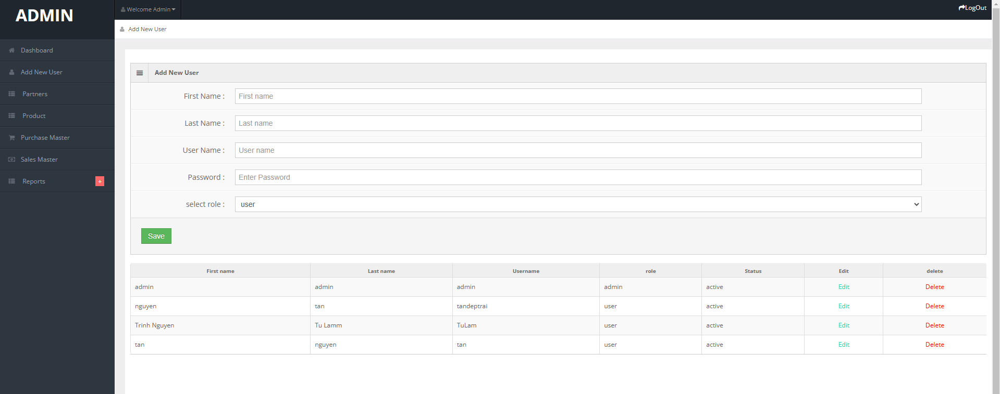 ADMIN
Welcome Admin
LogOut
Add New User
Dashboard
Add New User
Partners
Product
Purchase Master
Sales Master
Reports +
Add New User
First Name : First name
Last Name : Last name
User Name : User name
Password : Enter Password
select role : user
Save
First name Last name Username role Status Edit delete
admin admin admin admin active Edit Delete
nguyen tan tandeptrai user active Edit Delete
Trinh Nguyen Tu Lamm TuLam user active Edit Delete
tan nguyen tan user active Edit Delete